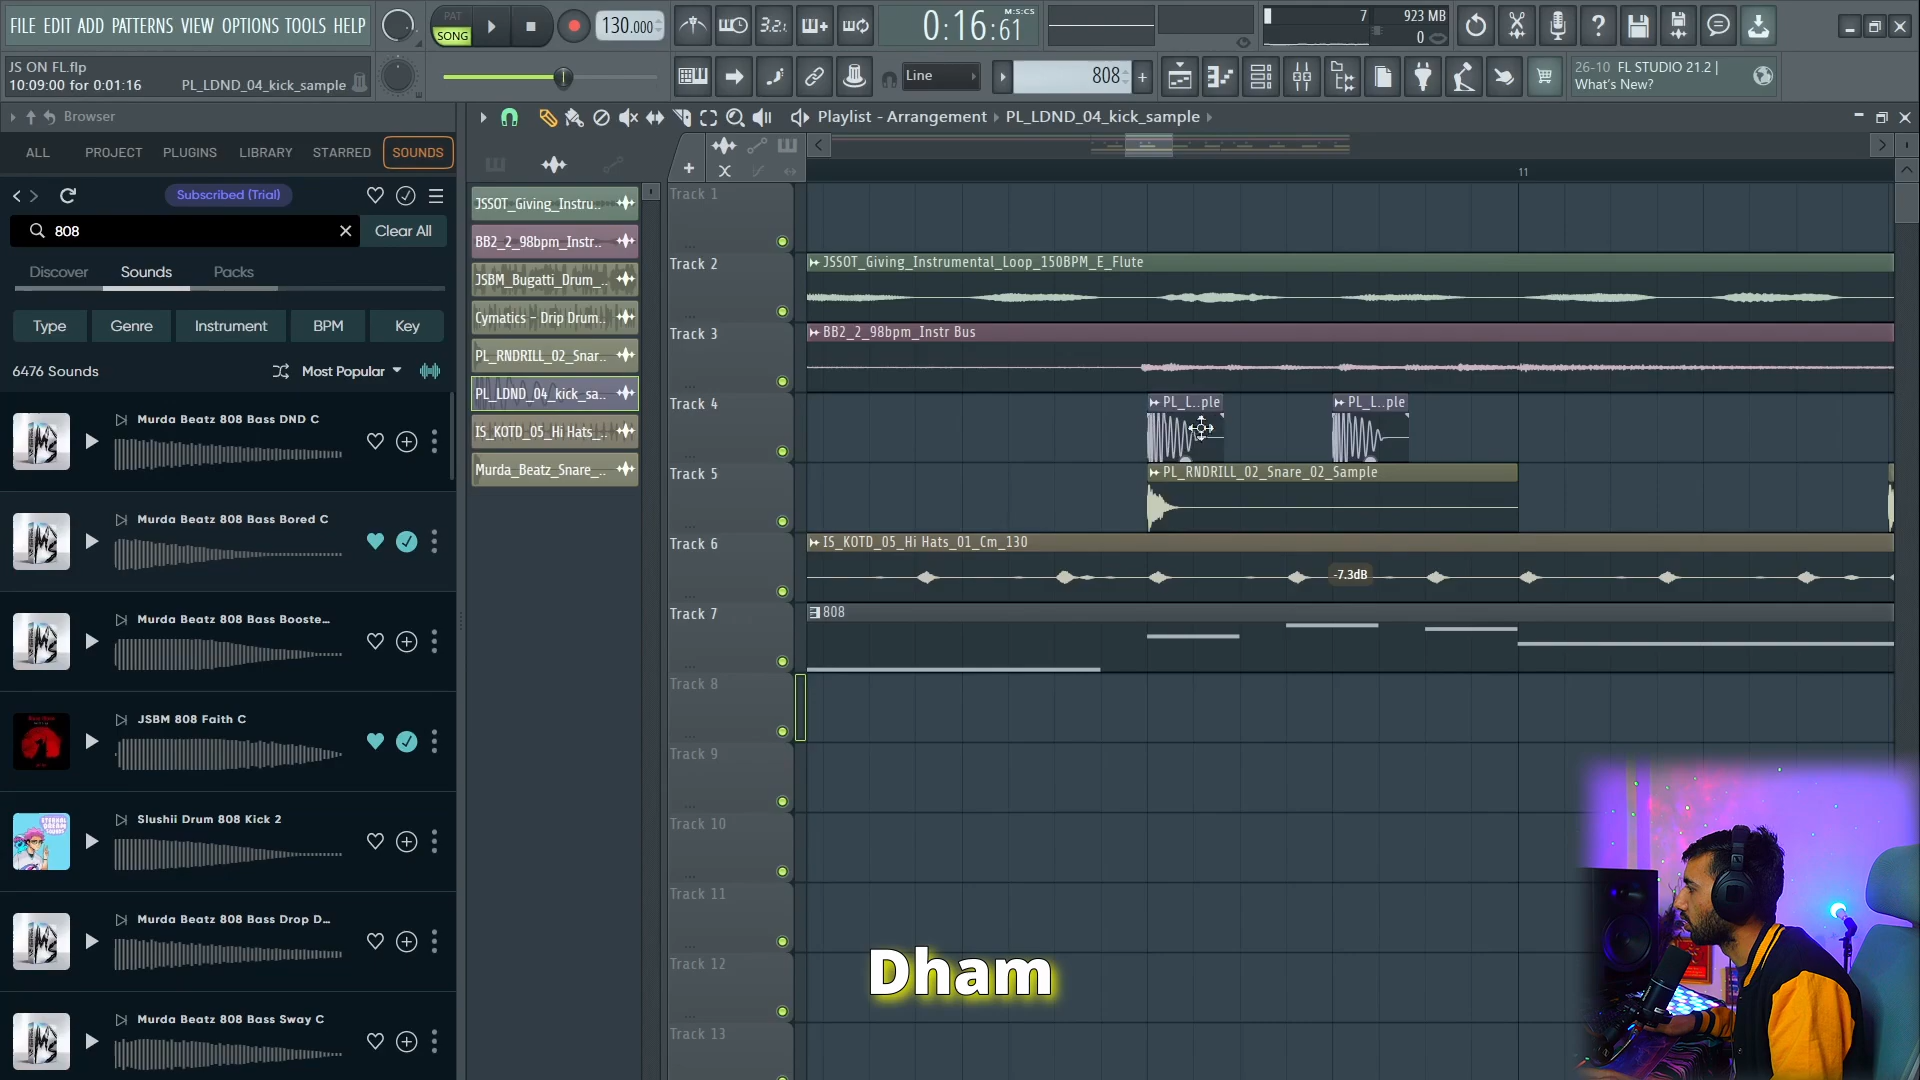 FILE EDIT ADD PATTERNS VIEW OPTIONS TOOLS HELP
PAT
SONG
130.000
3.2.
0:16:61
M:S:CS
7
923 MB
0
JS ON FL.flp
10:09:00 for 0:01:16
PL_LDND_04_kick_sample
Line
808
26-10 FL STUDIO 21.2 |
What's New?
Browser
ALL
PROJECT
PLUGINS
LIBRARY
STARRED
SOUNDS
Subscribed (Trial)
808
Clear All
Discover
Sounds
Packs
Type
Genre
Instrument
BPM
Key
6476 Sounds
Most Popular
Murda Beatz 808 Bass DND C
Murda Beatz 808 Bass Bored C
Murda Beatz 808 Bass Booste...
JSBM 808 Faith C
Slushii Drum 808 Kick 2
Murda Beatz 808 Bass Drop D...
Murda Beatz 808 Bass Sway C
JSSOT_Giving_Instru..
BB2_2_98bpm_Instr..
JSBM_Bugatti_Drum_..
Cymatics - Drip Drum..
PL_RNDRILL_02_Snar..
PL_LDND_04_kick_sa..
IS_KOTD_05_Hi Hats_..
Murda_Beatz_Snare_..
Playlist - Arrangement › PL_LDND_04_kick_sample ›
11
Track 1
Track 2
JSSOT_Giving_Instrumental_Loop_150BPM_E_Flute
Track 3
BB2_2_98bpm_Instr Bus
Track 4
PL_L..ple
PL_L..ple
Track 5
PL_RNDRILL_02_Snare_02_Sample
Track 6
IS_KOTD_05_Hi Hats_01_Cm_130
-7.3dB
Track 7
808
Track 8
Track 9
Track 10
Track 11
Track 12
Track 13
Dham